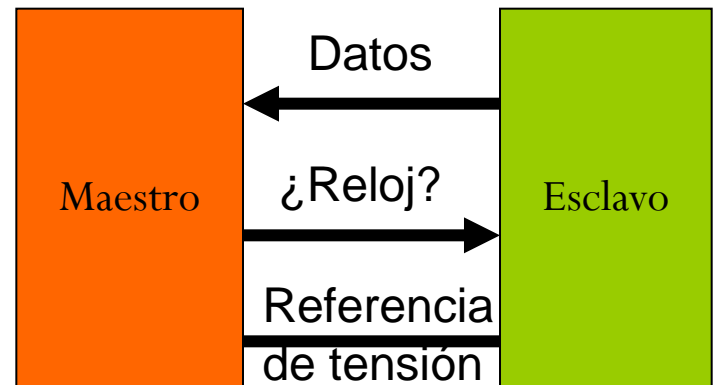 Datos
Maestro
¿Reloj?
Esclavo
Referencia
de tensión